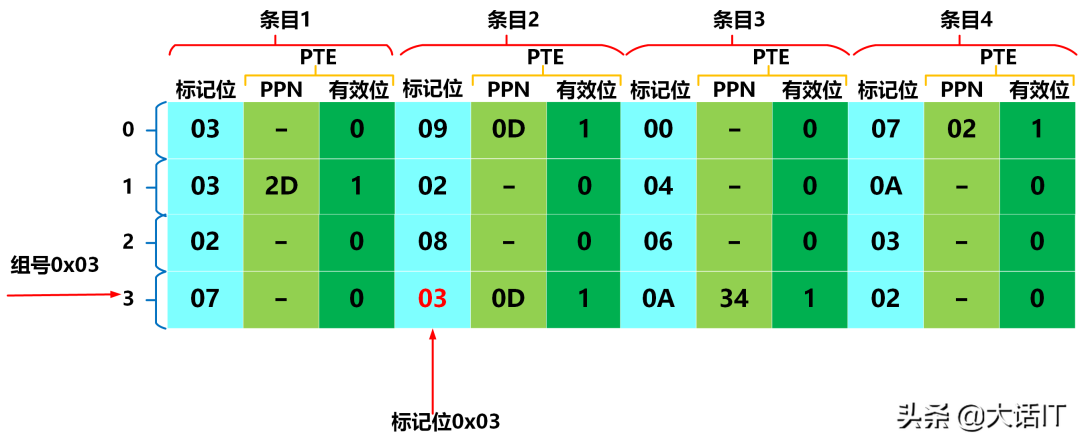 条目1 条目2 条目3 条目4
PTE PTE PTE PTE
标记位 PPN 有效位 标记位 PPN 有效位 标记位 PPN 有效位 标记位 PPN 有效位
0 03 – 0 09 0D 1 00 – 0 07 02 1
1 03 2D 1 02 – 0 04 – 0 0A – 0
2 02 – 0 08 – 0 06 – 0 03 – 0
组号0x03
3 07 – 0 03 0D 1 0A 34 1 02 – 0
标记位0x03
头条 @大话IT